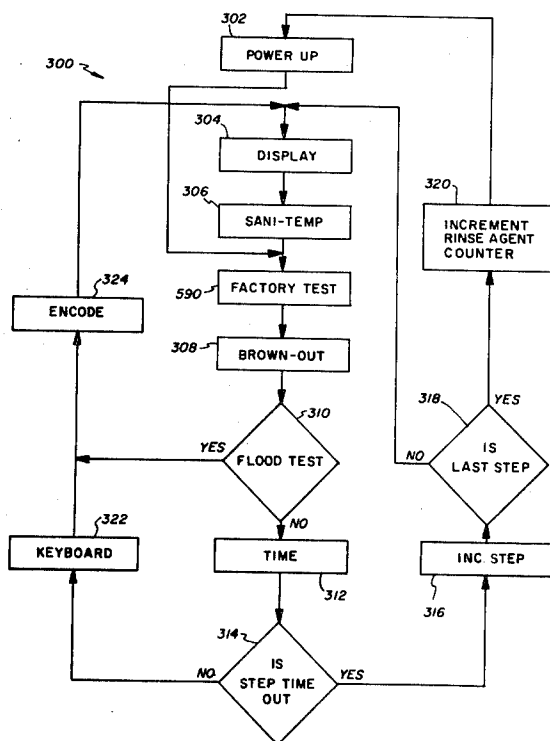 302
POWER UP
300
304
DISPLAY
306
SANI-TEMP
320
INCREMENT
RINSE AGENT
COUNTER
324
ENCODE
590
FACTORY TEST
308
BROWN-OUT
310
YES
FLOOD TEST
NO
318
YES
NO
IS
LAST STEP
322
KEYBOARD
TIME
312
INC. STEP
316
314
NO
IS
STEP TIME
OUT
YES